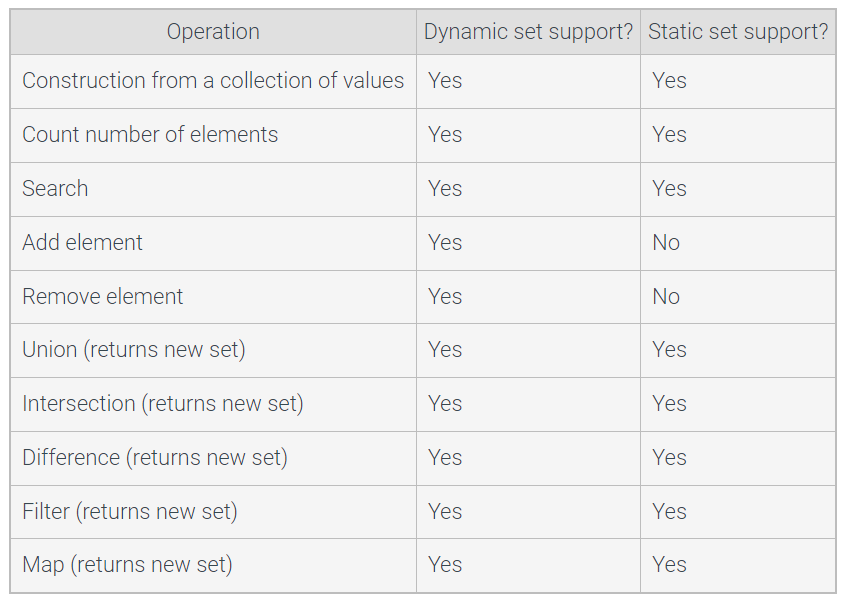 Operation Dynamic set support? Static set support?
Construction from a collection of values Yes Yes
Count number of elements Yes Yes
Search Yes Yes
Add element Yes No
Remove element Yes No
Union (returns new set) Yes Yes
Intersection (returns new set) Yes Yes
Difference (returns new set) Yes Yes
Filter (returns new set) Yes Yes
Map (returns new set) Yes Yes